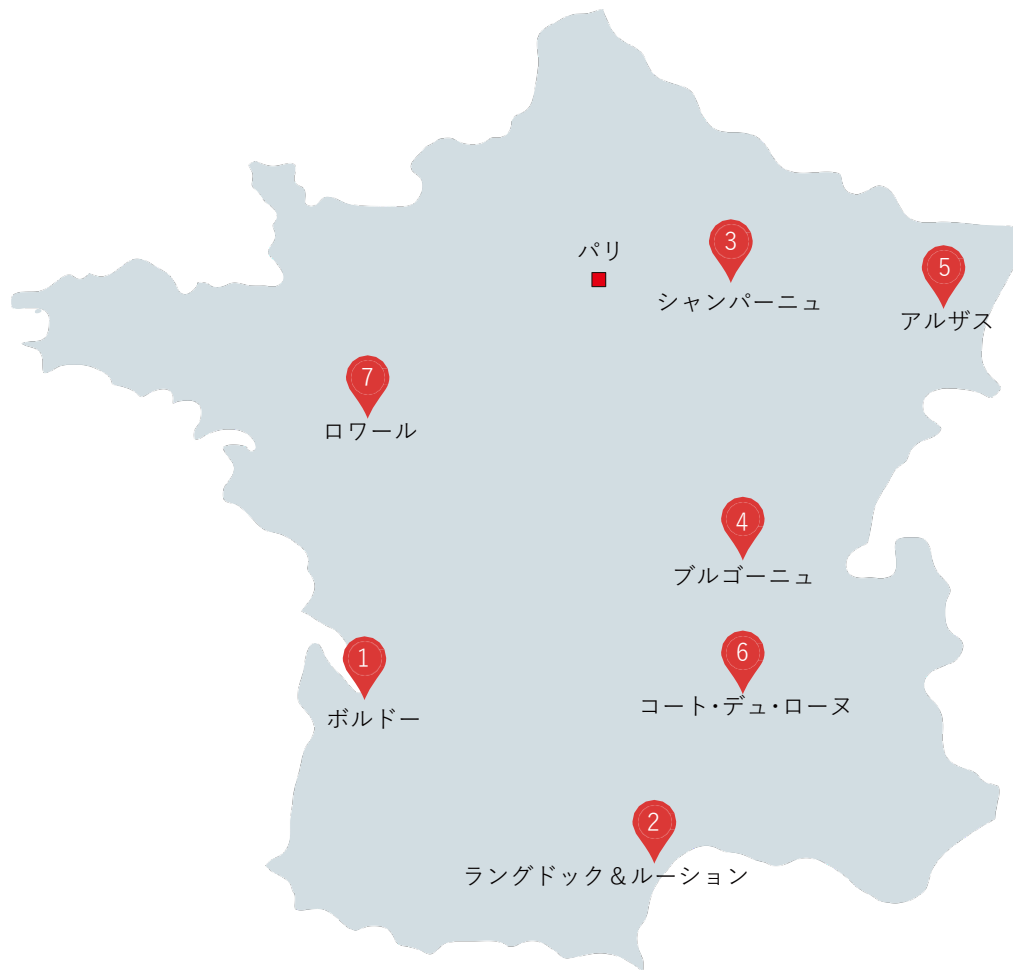 パリ
3
シャンパーニュ
5
アルザス
7
ロワール
4
ブルゴーニュ
1
ボルドー
6
コート・デュ・ローヌ
2
ラングドック＆ルーション